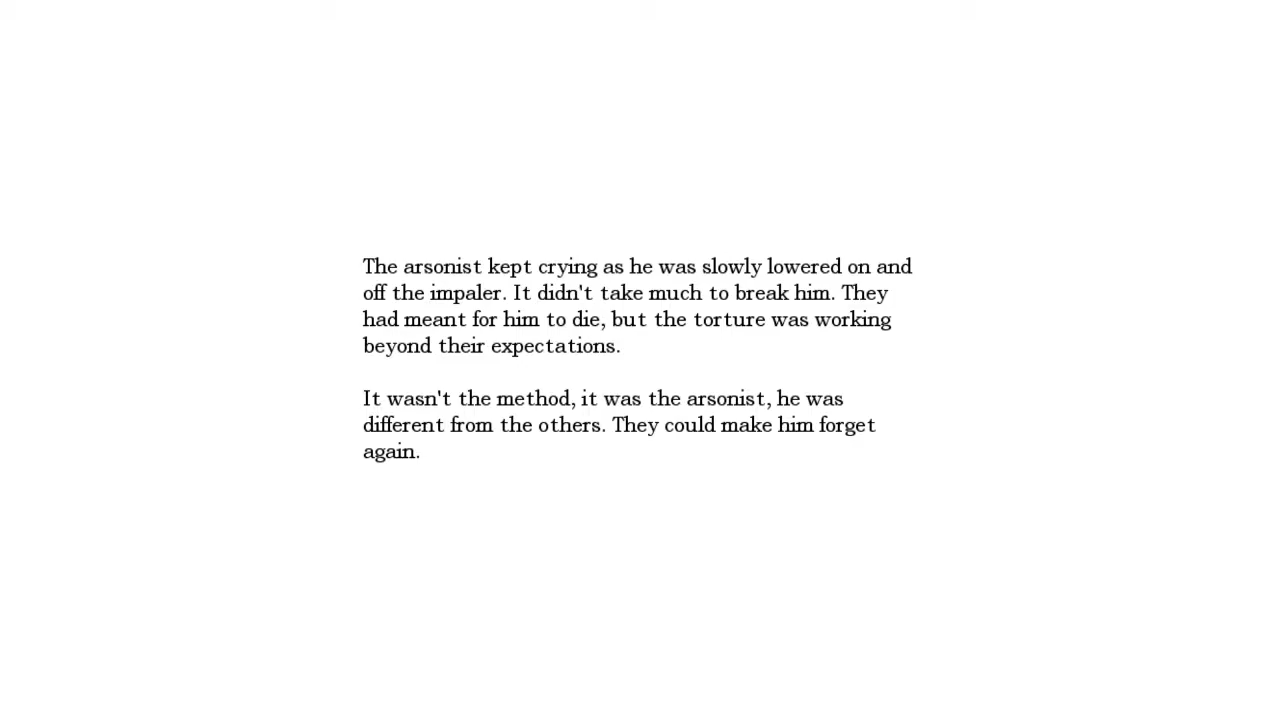 The arsonist kept crying as he was slowly lowered on and
off the impaler. It didn't take much to break him. They
had meant for him to die, but the torture was working
beyond their expectations.
It wasn't the method, it was the arsonist, he was
different from the others. They could make him forget
again.